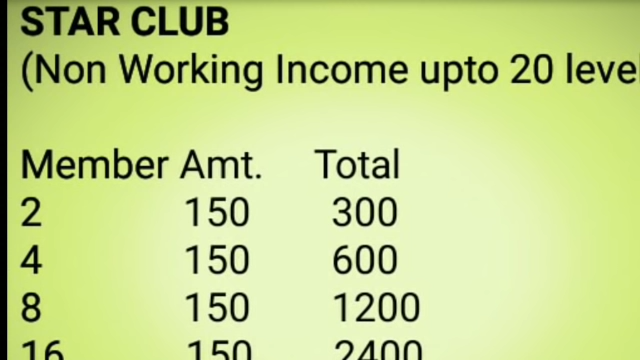 STAR CLUB
(Non Working Income upto 20 level
Member Amt. Total
2 150 300
4 150 600
8 150 1200
16 150 2400